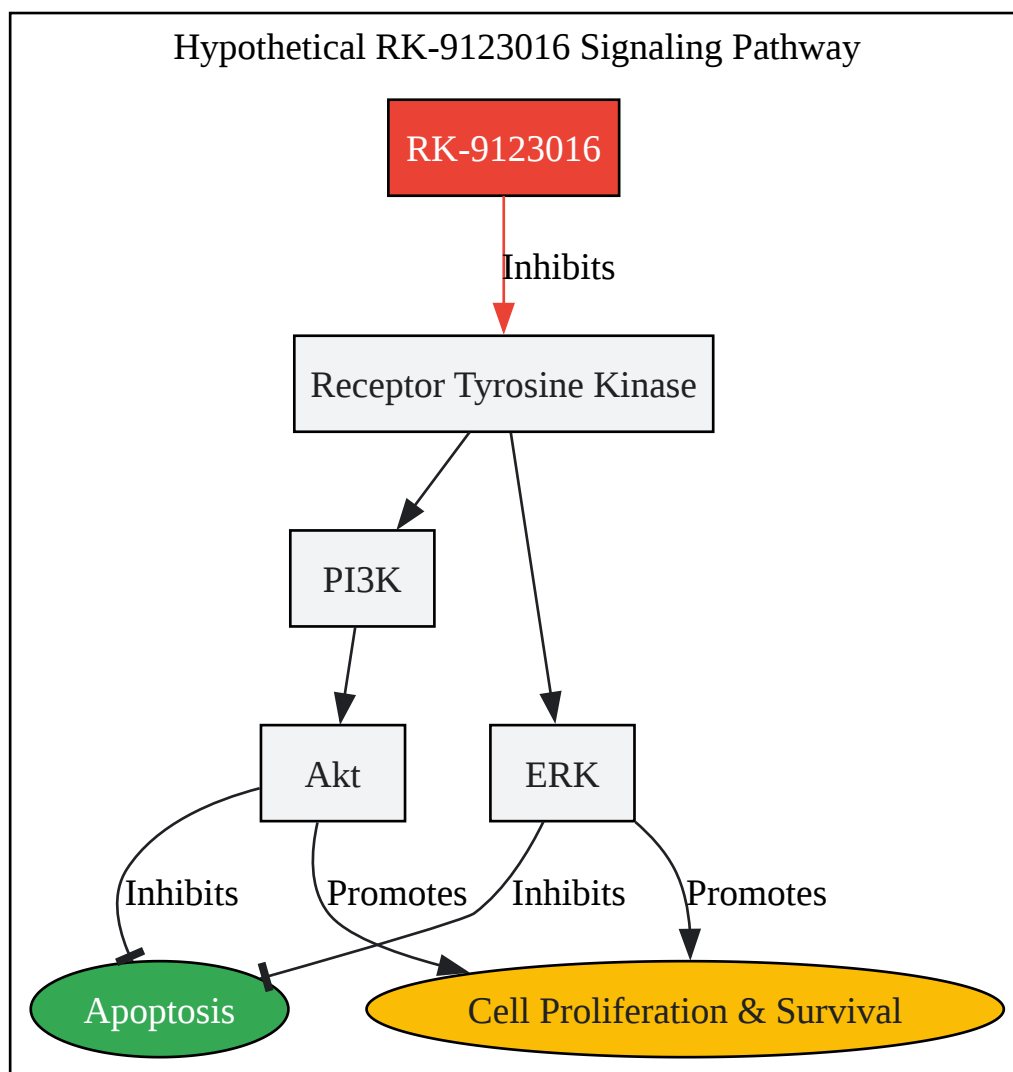 Hypothetical RK-9123016 Signaling Pathway
RK-9123016
Inhibits
Receptor Tyrosine Kinase
PI3K
Akt
ERK
Inhibits
Promotes
Inhibits
Promotes
Apoptosis
Cell Proliferation & Survival